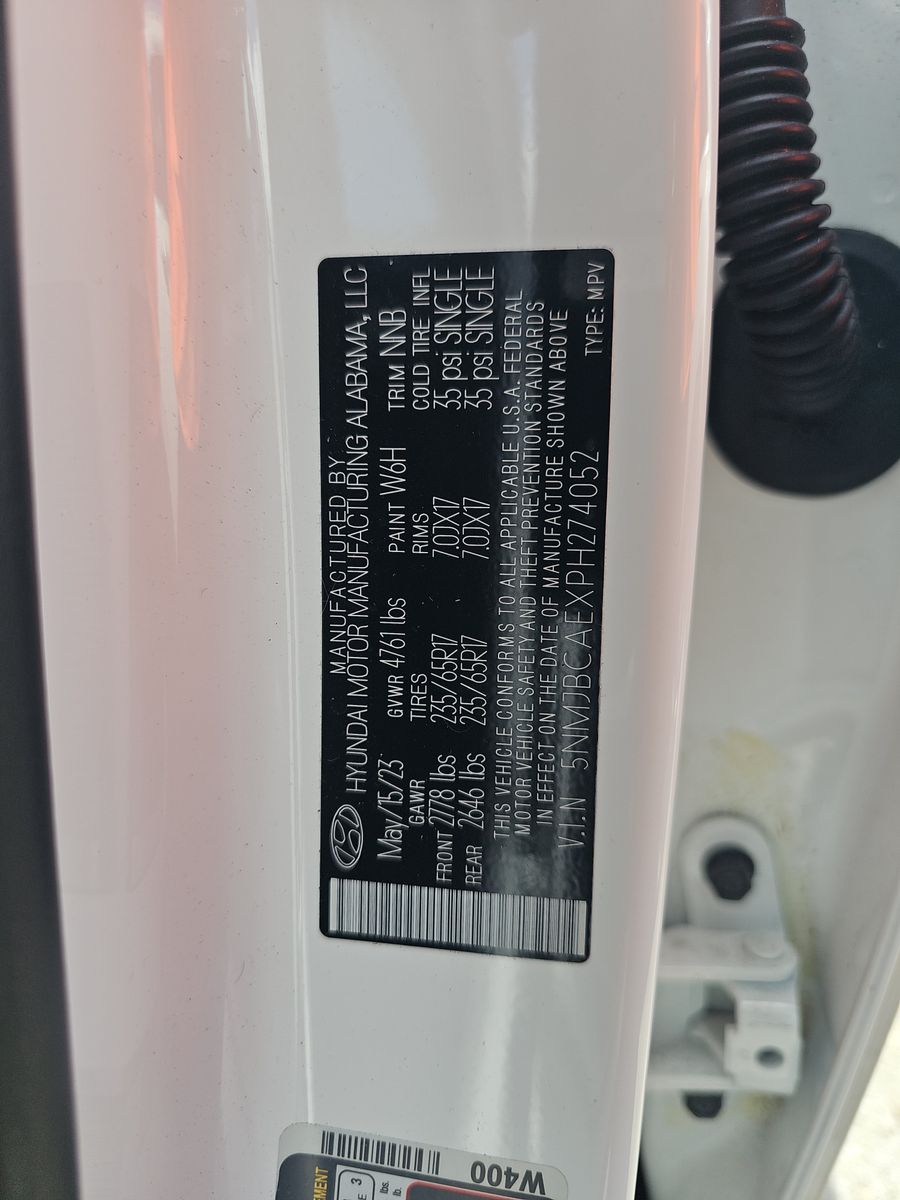 MANUFACTURED BY
HYUNDAI MOTOR MANUFACTURING ALABAMA, LLC
May/15/23 GVWR 4761 lbs PAINT W6H TRIM NNB
GAWR TIRES RIMS COLD TIRE INFL
FRONT 2778 lbs 235/65R17 7.0JX17 35 psi SINGLE
REAR 2646 lbs 235/65R17 7.0JX17 35 psi SINGLE
THIS VEHICLE CONFORMS TO ALL APPLICABLE U.S.A. FEDERAL
MOTOR VEHICLE SAFETY AND THEFT PREVENTION STANDARDS
IN EFFECT ON THE DATE OF MANUFACTURE SHOWN ABOVE
V.I.N 5NMJBCAEXPH274052 TYPE: MPV
W400
3
lbs.
lb.